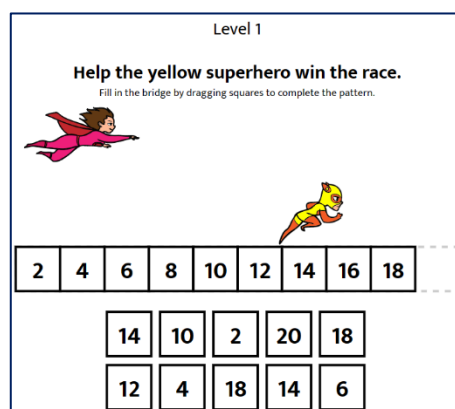 Level 1
Help the yellow superhero win the race.
Fill in the bridge by dragging squares to complete the pattern.
2 4 6 8 10 12 14 16 18
14 10 2 20 18
12 4 18 14 6